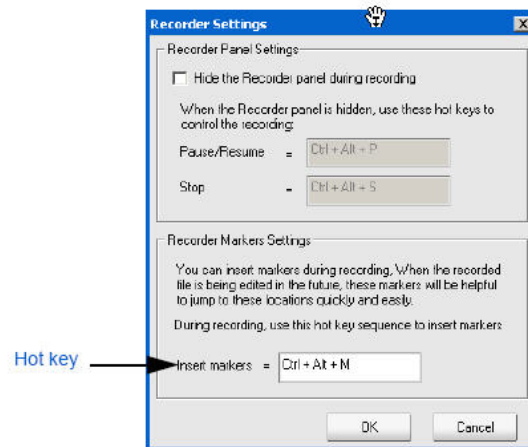 Recorder Settings
X
Recorder Panel Settings
Hide the Recorder panel during recording
When the Recorder panel is hidden, use these hot keys to
control the recording:
Pause/Resume = Ctrl + Alt + P
Stop = Ctrl + Alt + S
Recorder Markers Settings
You can insert markers during recording, When the recorded
file is being edited in the future, these markers will be helpful
to jump to these locations quickly and easily.
During recording, use this hot key sequence to insert markers
Hot key
Insert markers = Ctrl + Alt + M
OK Cancel